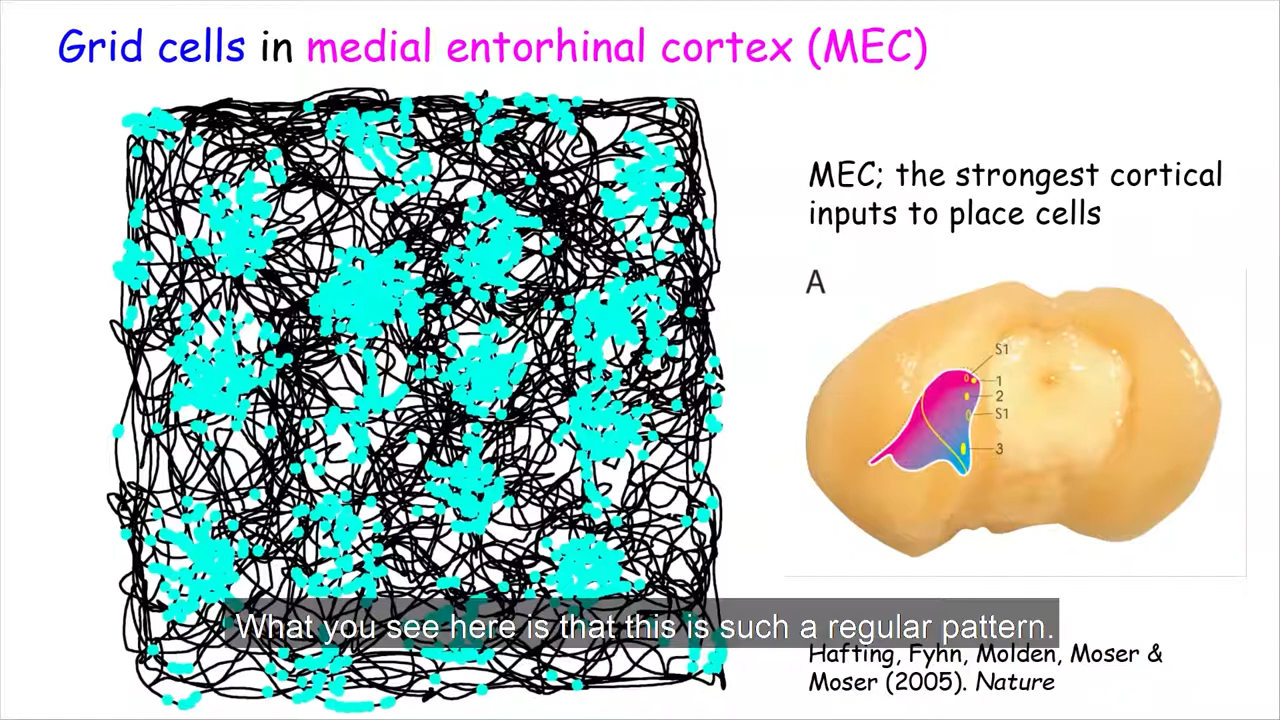 Grid cells in medial entorhinal cortex (MEC)
MEC; the strongest cortical
inputs to place cells
A
S1
1
2
S1
3
What you see here is that this is such a regular pattern.
Hafting, Fyhn, Molden, Moser &
Moser (2005). Nature